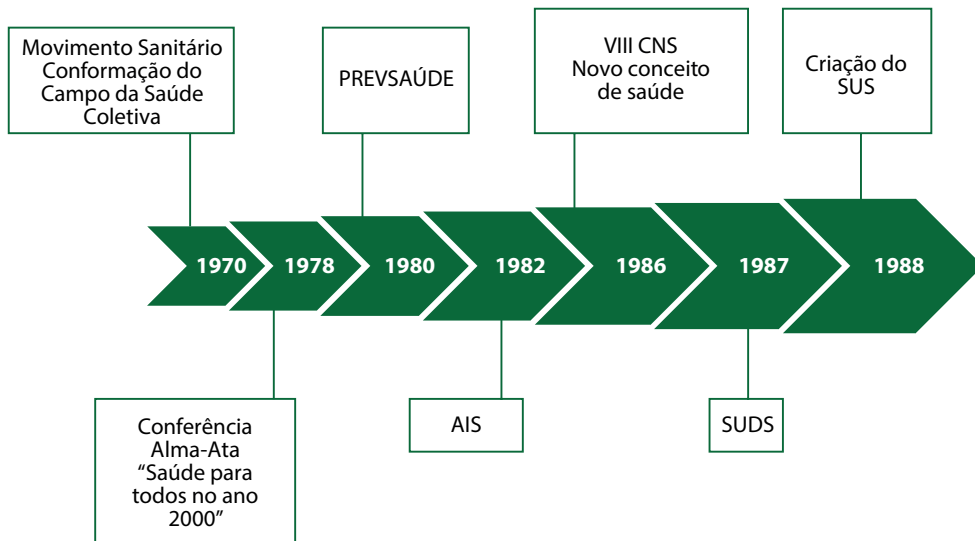 Movimento Sanitário
Conformação do
Campo da Saúde
Coletiva
PREVSAÚDE
VIII CNS
Novo conceito
de saúde
Criação do
SUS
1970
1978
1980
1982
1986
1987
1988
Conferência
Alma-Ata
“Saúde para
todos no ano
2000”
AIS
SUDS